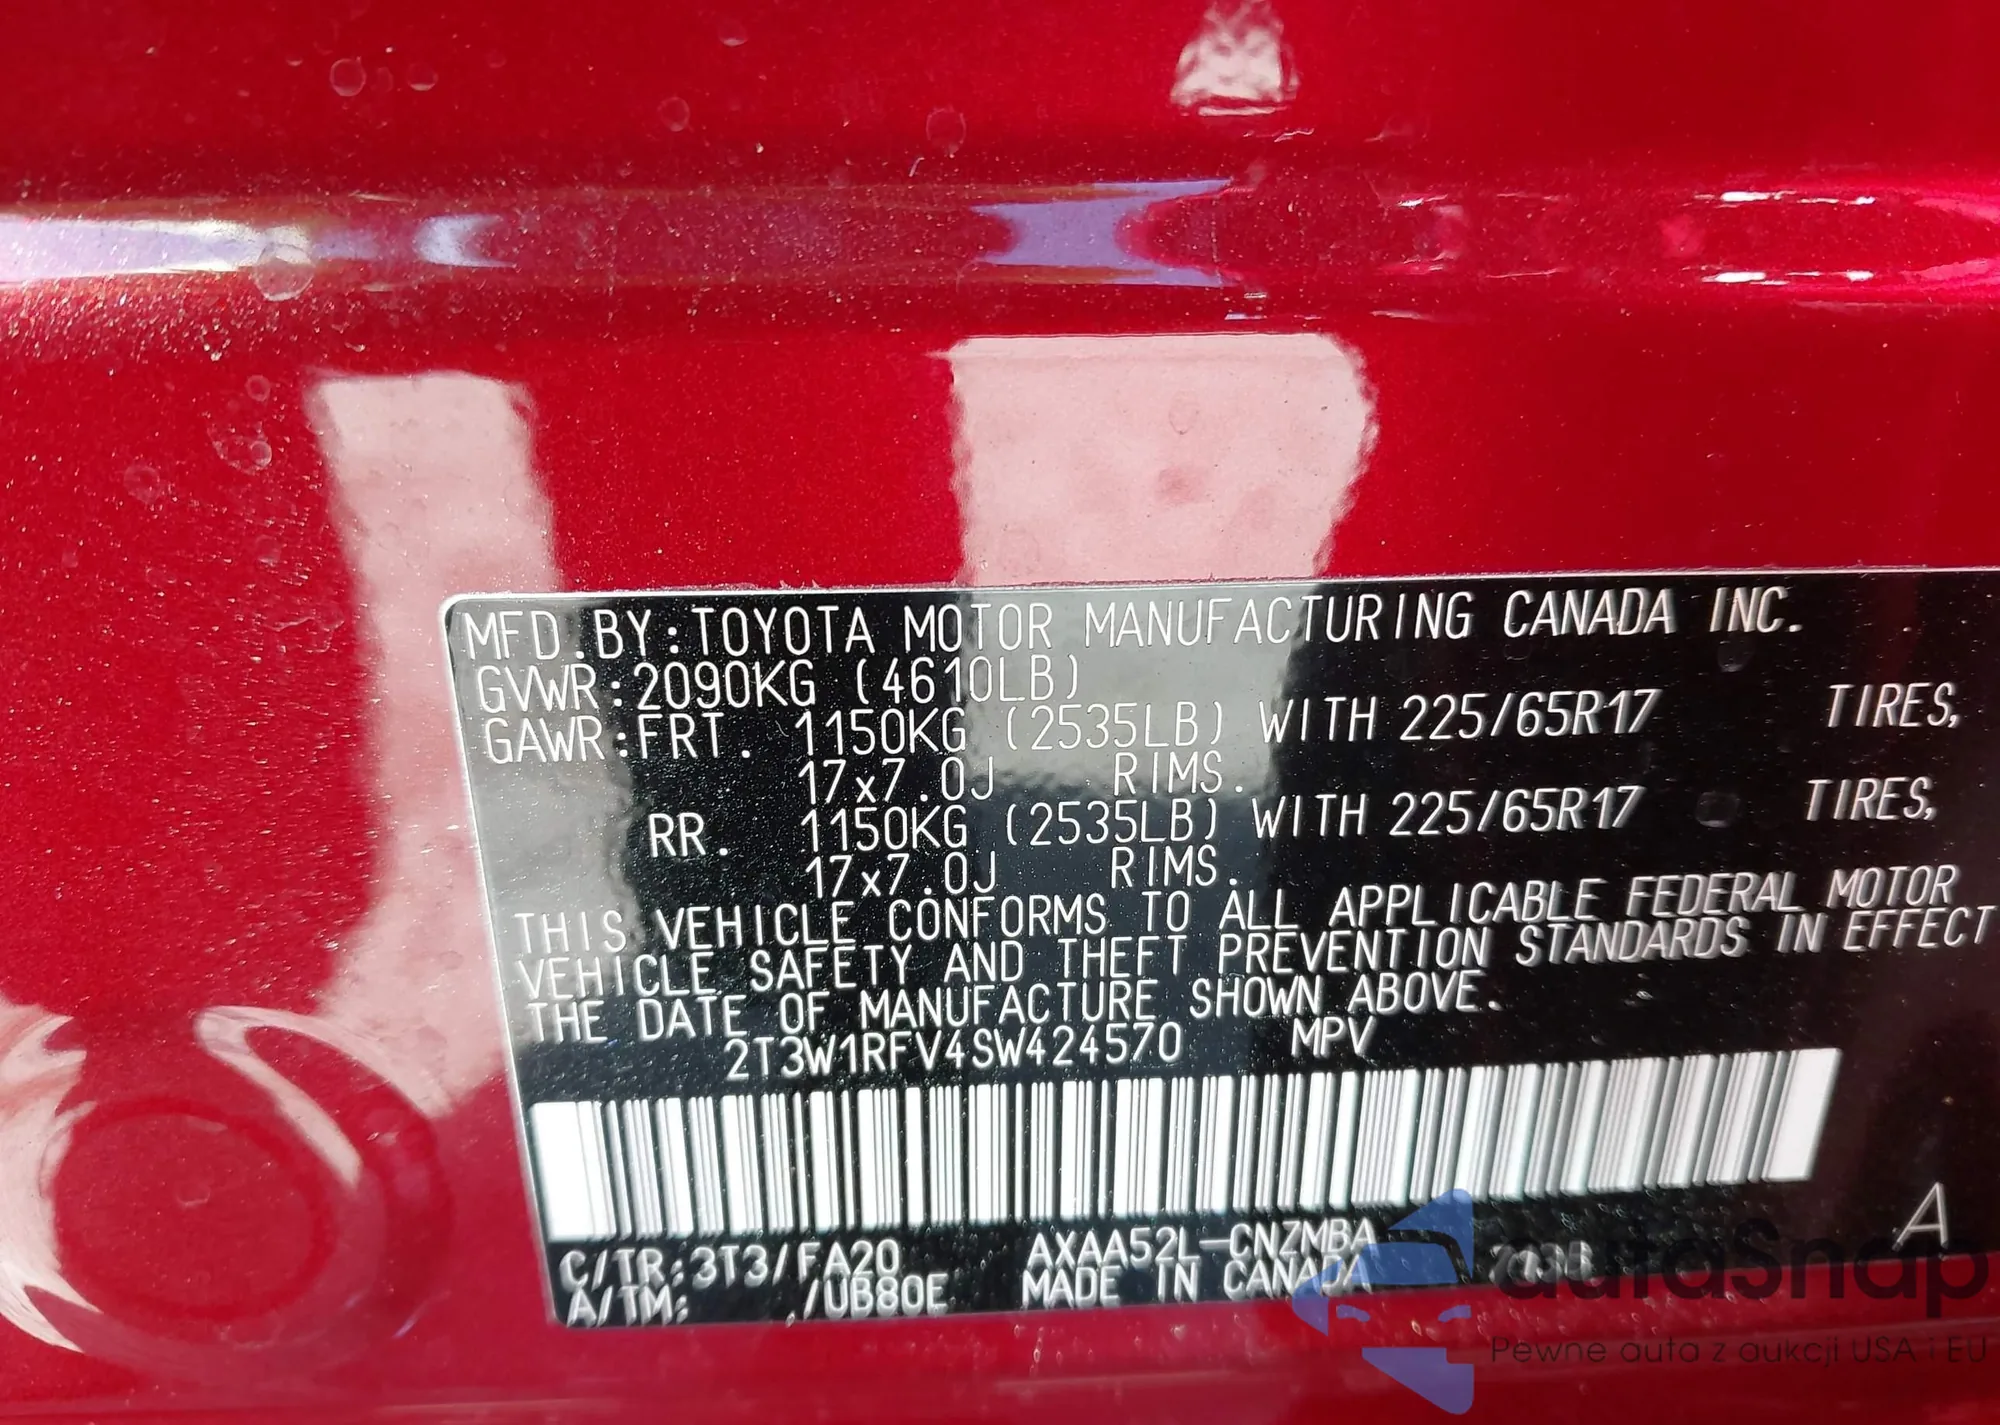 MFD.BY:TOYOTA MOTOR MANUFACTURING CANADA INC.
GVWR:2090KG (4610LB)
GAWR:FRT. 1150KG (2535LB) WITH 225/65R17 TIRES,
17x7.0J RIMS.
RR. 1150KG (2535LB) WITH 225/65R17 TIRES,
17x7.0J RIMS.
THIS VEHICLE CONFORMS TO ALL APPLICABLE FEDERAL MOTOR
VEHICLE SAFETY AND THEFT PREVENTION STANDARDS IN EFFECT
THE DATE OF MANUFACTURE SHOWN ABOVE.
2T3W1RFV4SW424570 MPV
C/TR:3T3/FA20 AXAA52L-CNZMBA A
A/TM: /UB80E MADE IN CANADA
autaSnap
Pewne auta z aukcji USA i EU